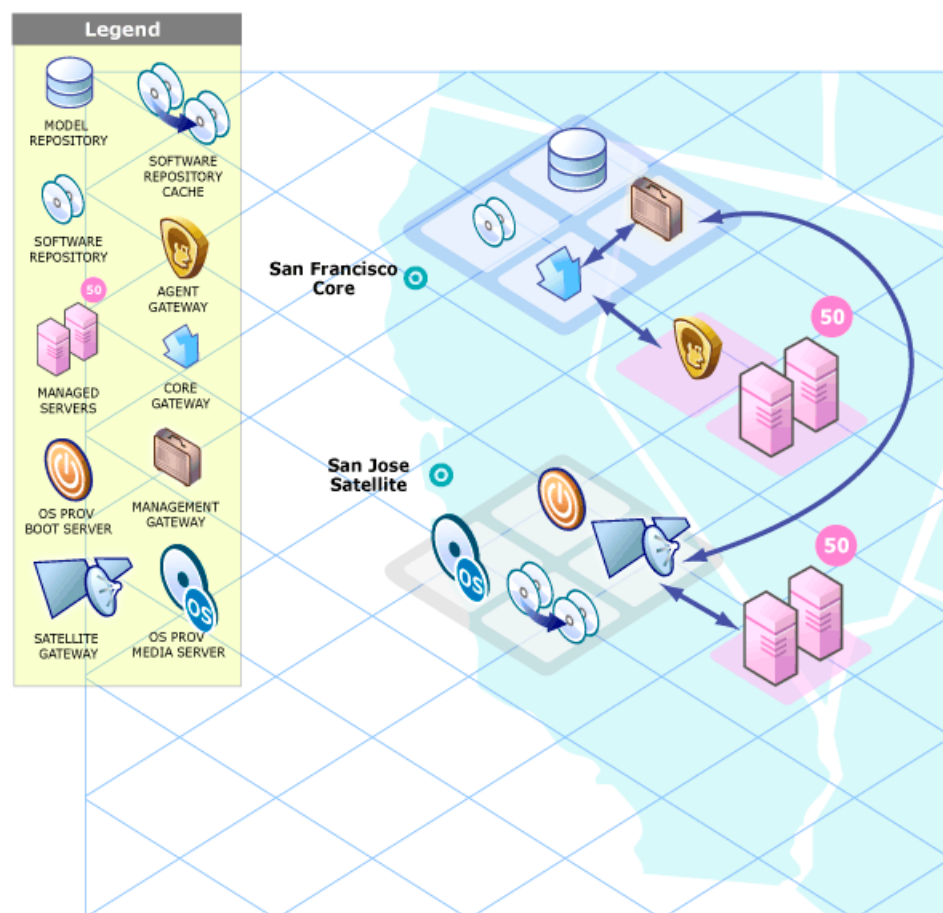 Legend
MODEL
REPOSITORY
SOFTWARE
REPOSITORY
CACHE
SOFTWARE
REPOSITORY
AGENT
GATEWAY
50
MANAGED
SERVERS
CORE
GATEWAY
OS PROV
BOOT SERVER
MANAGEMENT
GATEWAY
SATELLITE
GATEWAY
OS
OS PROV
MEDIA SERVER
San Francisco
Core
50
San Jose
Satellite
OS
50